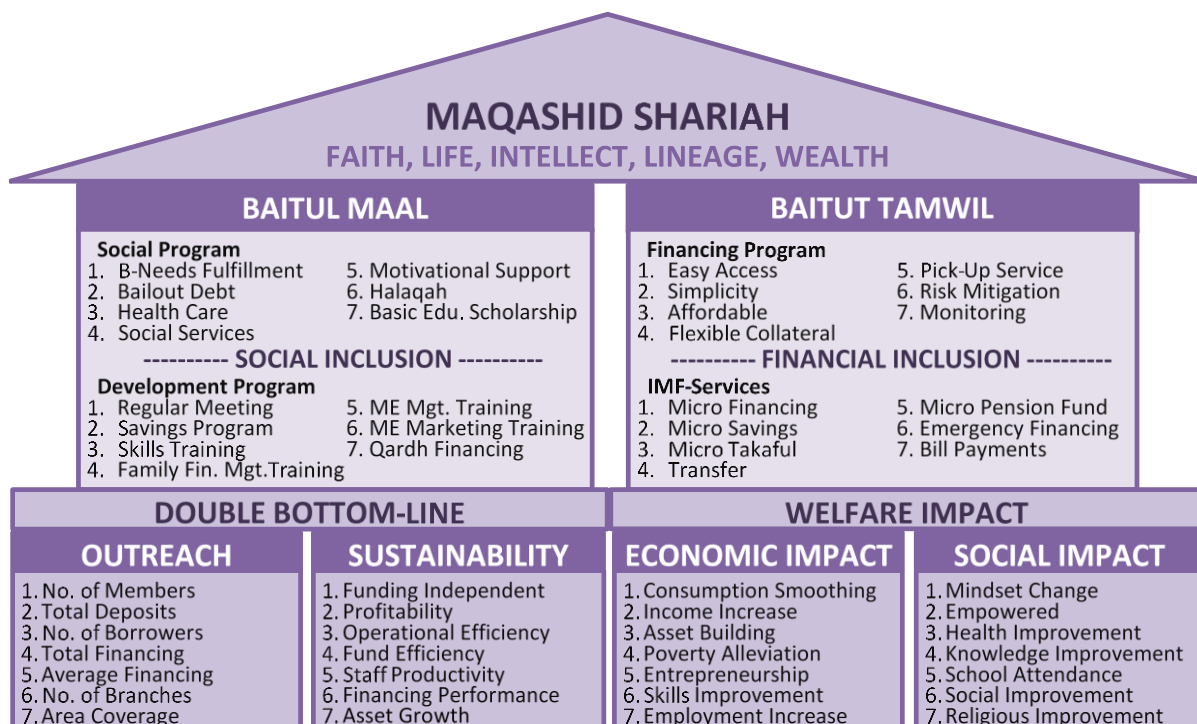 MAQASHID SHARIAH
FAITH, LIFE, INTELLECT, LINEAGE, WEALTH
BAITUL MAAL
Social Program
1. B-Needs Fulfillment
2. Bailout Debt
3. Health Care
4. Social Services
5. Motivational Support
6. Halaqah
7. Basic Edu. Scholarship
---------- SOCIAL INCLUSION ----------
Development Program
1. Regular Meeting
2. Savings Program
3. Skills Training
4. Family Fin. Mgt.Training
5. ME Mgt. Training
6. ME Marketing Training
7. Qardh Financing
BAITUT TAMWIL
Financing Program
1. Easy Access
2. Simplicity
3. Affordable
4. Flexible Collateral
5. Pick-Up Service
6. Risk Mitigation
7. Monitoring
---------- FINANCIAL INCLUSION ----------
IMF-Services
1. Micro Financing
2. Micro Savings
3. Micro Takaful
4. Transfer
5. Micro Pension Fund
6. Emergency Financing
7. Bill Payments
DOUBLE BOTTOM-LINE
OUTREACH
1. No. of Members
2. Total Deposits
3. No. of Borrowers
4. Total Financing
5. Average Financing
6. No. of Branches
7. Area Coverage
SUSTAINABILITY
1. Funding Independent
2. Profitability
3. Operational Efficiency
4. Fund Efficiency
5. Staff Productivity
6. Financing Performance
7. Asset Growth
WELFARE IMPACT
ECONOMIC IMPACT
1. Consumption Smoothing
2. Income Increase
3. Asset Building
4. Poverty Alleviation
5. Entrepreneurship
6. Skills Improvement
7. Employment Increase
SOCIAL IMPACT
1. Mindset Change
2. Empowered
3. Health Improvement
4. Knowledge Improvement
5. School Attendance
6. Social Improvement
7. Religious Improvement